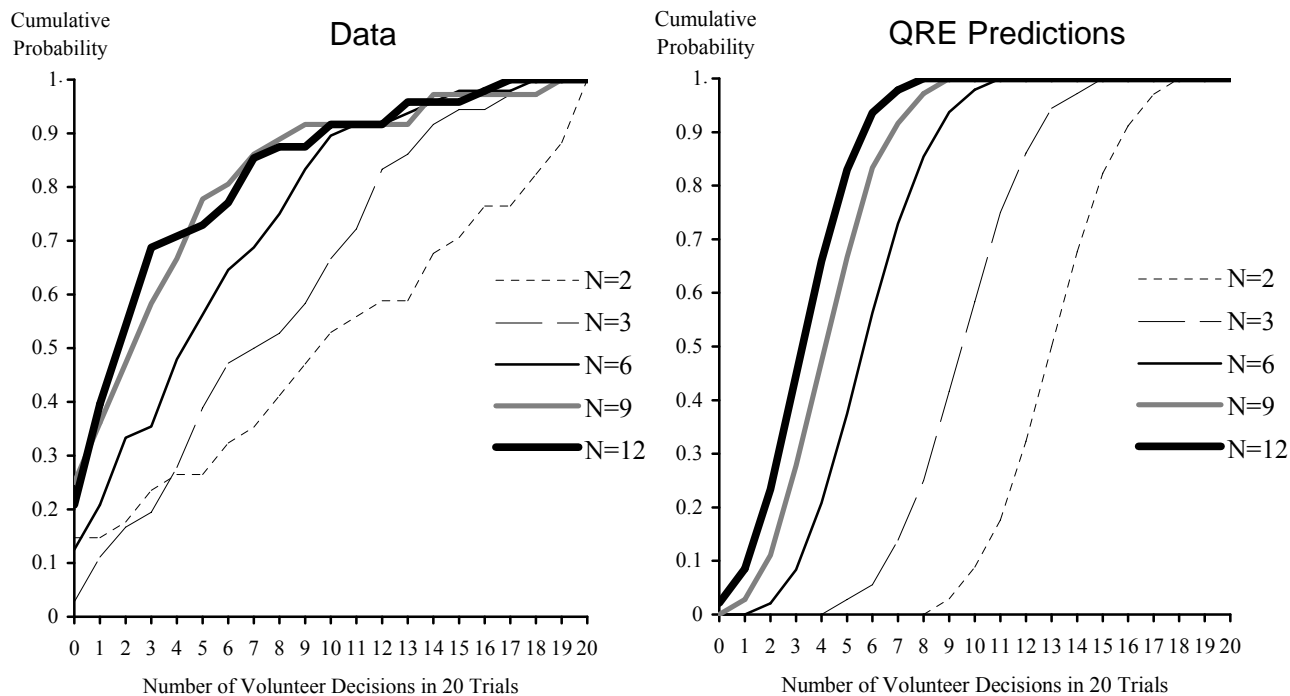 Cumulative
Probability
Data
1.
0.9
0.8
0.7
0.6
0.5
0.4
0.3
0.2
0.1
0
0 1 2 3 4 5 6 7 8 9 10 11 12 13 14 15 16 17 18 19 20
Number of Volunteer Decisions in 20 Trials
N=2
N=3
N=6
N=9
N=12
Cumulative
Probability
QRE Predictions
1.
0.9
0.8
0.7
0.6
0.5
0.4
0.3
0.2
0.1
0
0 1 2 3 4 5 6 7 8 9 10 11 12 13 14 15 16 17 18 19 20
Number of Volunteer Decisions in 20 Trials
N=2
N=3
N=6
N=9
N=12